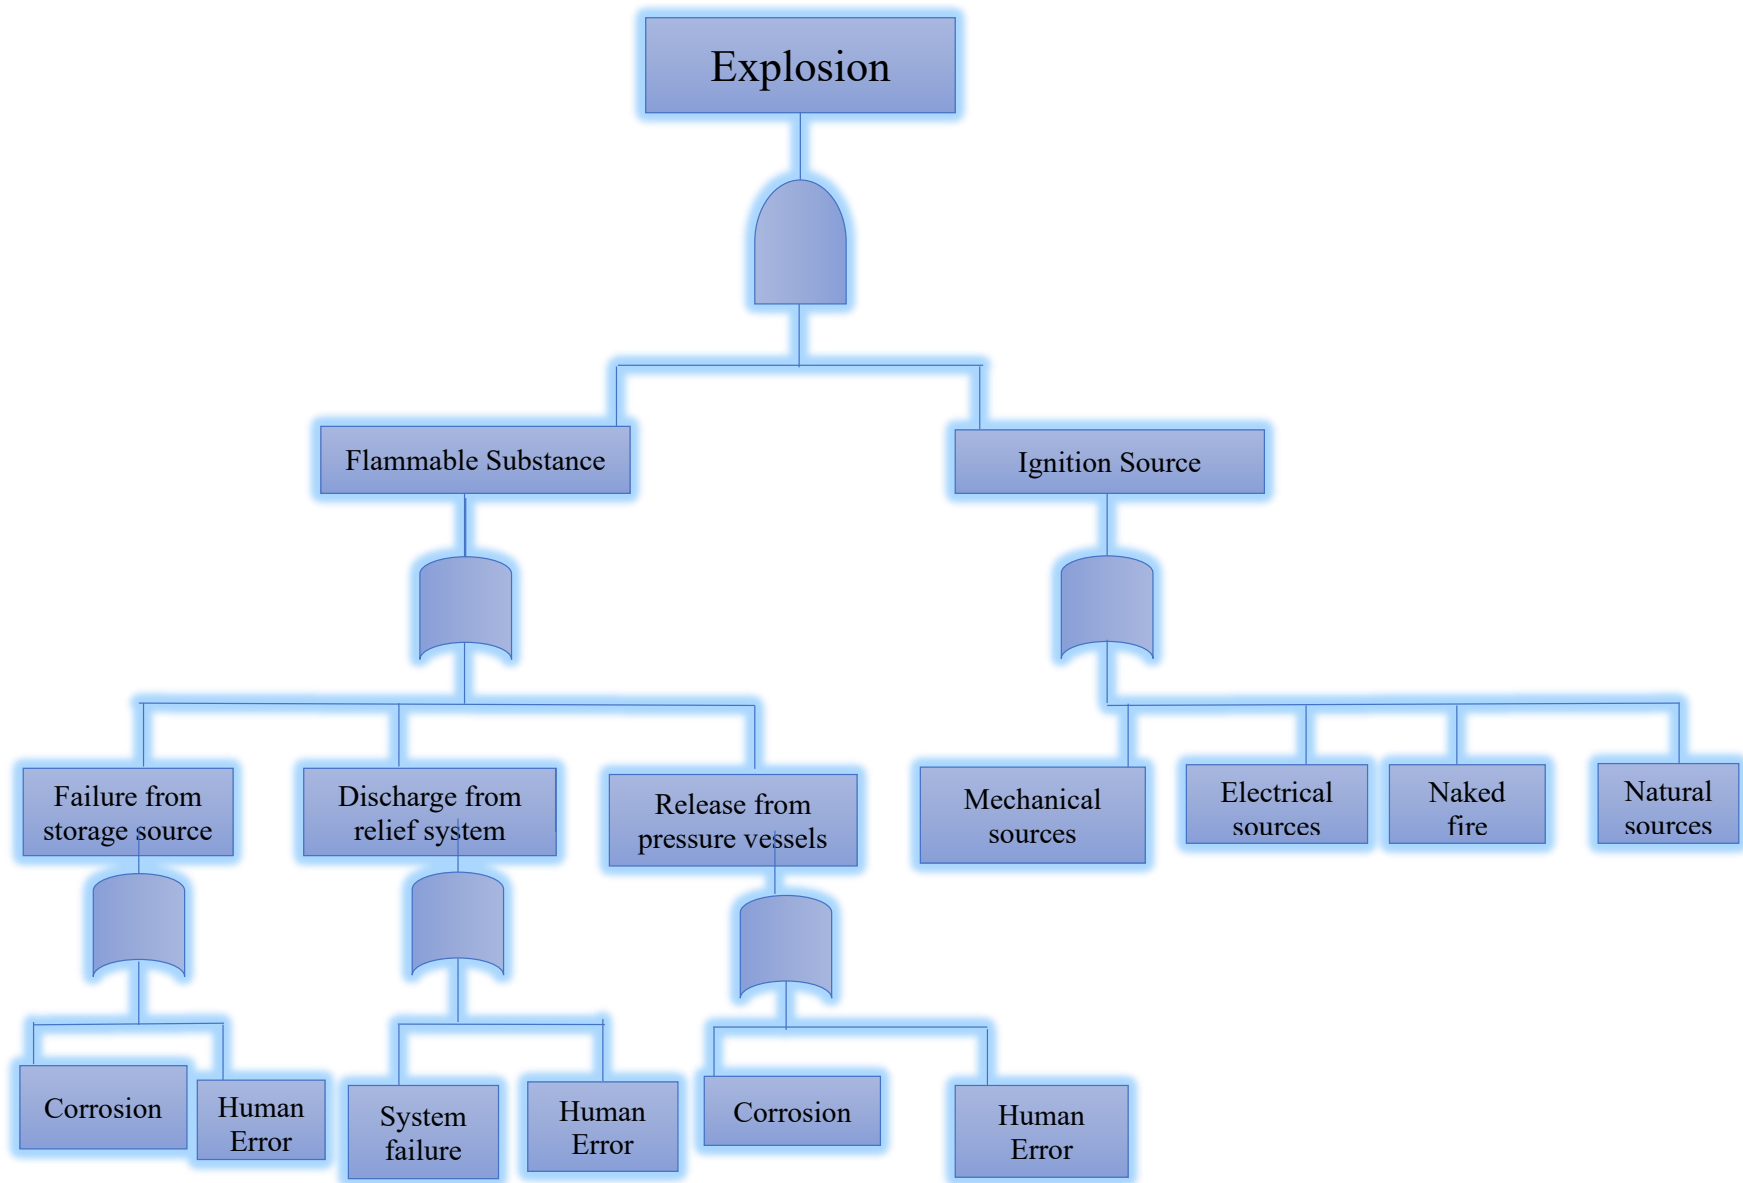 Explosion
Flammable Substance
Ignition Source
Failure from
storage source
Discharge from
relief system
Release from
pressure vessels
Mechanical
sources
Electrical
sources
Naked
fire
Natural
sources
Corrosion
Human
Error
System
failure
Human
Error
Corrosion
Human
Error